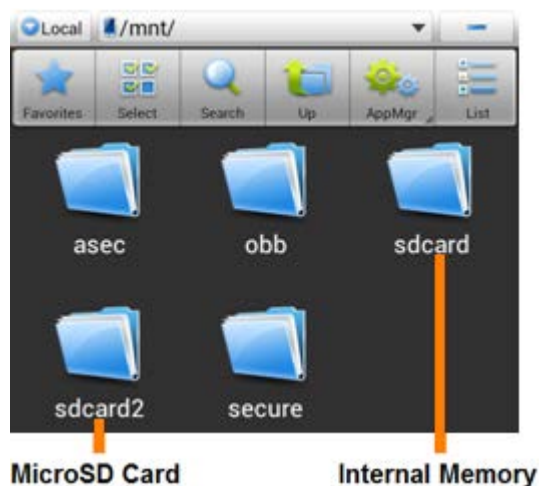 Local /mnt/
Favorites Select Search Up AppMgr List
asec obb sdcard
sdcard2 secure
MicroSD Card Internal Memory